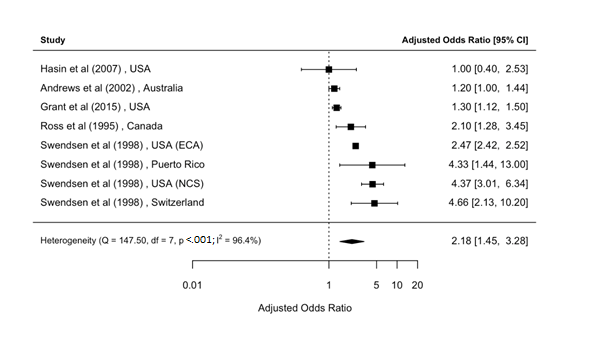 Study Adjusted Odds Ratio [95% CI]
Hasin et al (2007) , USA 1.00 [0.40, 2.53]
Andrews et al (2002) , Australia 1.20 [1.00, 1.44]
Grant et al (2015) , USA 1.30 [1.12, 1.50]
Ross et al (1995) , Canada 2.10 [1.28, 3.45]
Swendsen et al (1998) , USA (ECA) 2.47 [2.42, 2.52]
Swendsen et al (1998) , Puerto Rico 4.33 [1.44, 13.00]
Swendsen et al (1998) , USA (NCS) 4.37 [3.01, 6.34]
Swendsen et al (1998) , Switzerland 4.66 [2.13, 10.20]
Heterogeneity (Q = 147.50, df = 7, p <.001; I² = 96.4%) 2.18 [1.45, 3.28]
0.01 1 5 10 20
Adjusted Odds Ratio